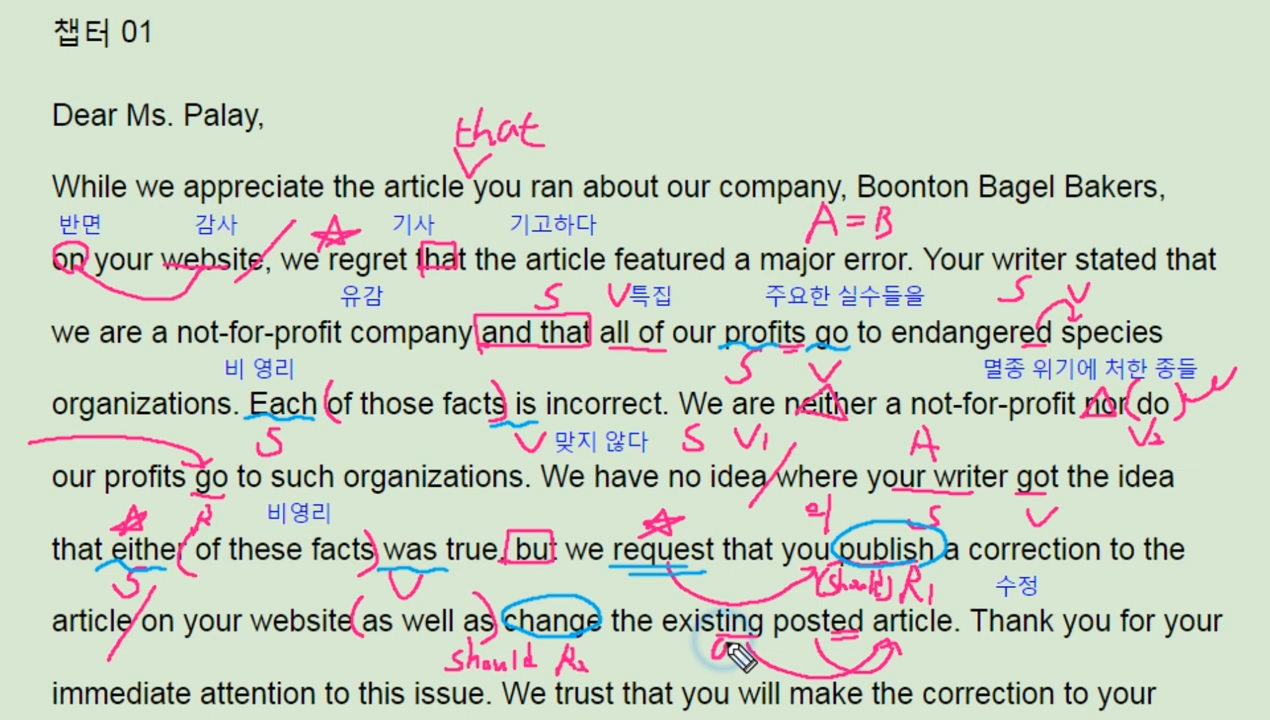 챕터 01
Dear Ms. Palay,
that
While we appreciate the article you ran about our company, Boonton Bagel Bakers,
반면 감사 기사 기고하다 A = B
on your website, we regret that the article featured a major error. Your writer stated that
유감 S V 특집 주요한 실수들을 S V
we are a not-for-profit company and that all of our profits go to endangered species
비 영리 S V 멸종 위기에 처한 종들
organizations. Each (of those facts) is incorrect. We are neither a not-for-profit nor (do)
S V 맞지 않다 S V1 A V2
our profits go to such organizations. We have no idea / where your writer got the idea
R 비영리 의 S V
that either (of these facts) was true, but we request that you publish a correction to the
S V (should) R1 수정
article / on your website (as well as) change the existing posted article. Thank you for your
should R2 a
immediate attention to this issue. We trust that you will make the correction to your